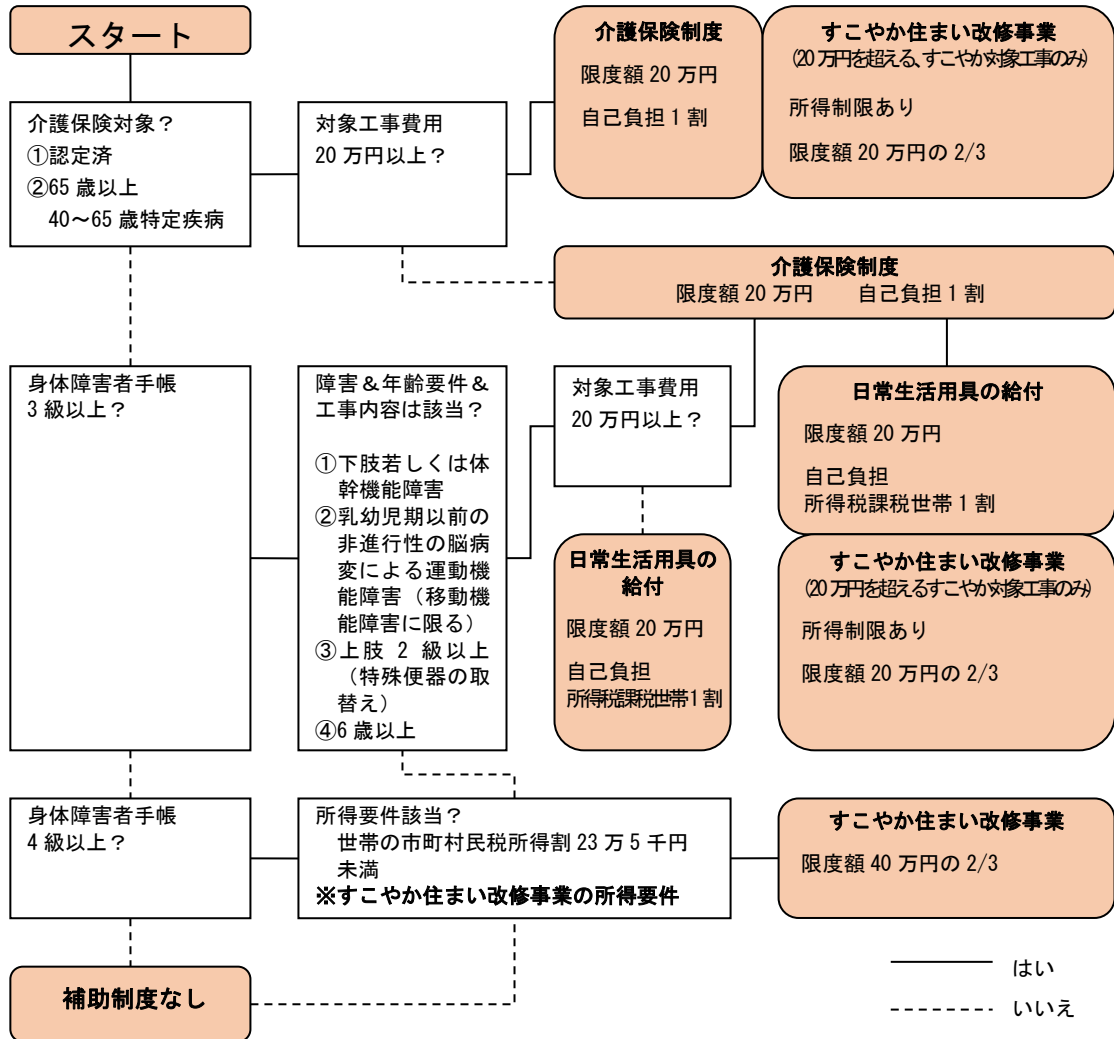 スタート
介護保険対象？
①認定済
②65 歳以上
40～65 歳特定疾病
対象工事費用
20 万円以上？
介護保険制度
限度額 20 万円
自己負担 1 割
すこやか住まい改修事業
(20 万円を超える、すこやか対象工事のみ)
所得制限あり
限度額 20 万円の 2/3
介護保険制度
限度額 20 万円　　自己負担 1 割
身体障害者手帳
3 級以上？
障害＆年齢要件＆
工事内容は該当？
①下肢若しくは体
幹機能障害
②乳幼児期以前の
非進行性の脳病
変による運動機
能障害（移動機
能障害に限る）
③上肢 2 級以上
（特殊便器の取
替え）
④6 歳以上
対象工事費用
20 万円以上？
日常生活用具の
給付
限度額 20 万円
自己負担
所得税課税世帯 1 割
日常生活用具の給付
限度額 20 万円
自己負担
所得税課税世帯 1 割
すこやか住まい改修事業
(20 万円を超えるすこやか対象工事のみ)
所得制限あり
限度額 20 万円の 2/3
身体障害者手帳
4 級以上？
所得要件該当？
世帯の市町村民税所得割 23 万 5 千円
未満
※すこやか住まい改修事業の所得要件
すこやか住まい改修事業
限度額 40 万円の 2/3
補助制度なし
はい
いいえ